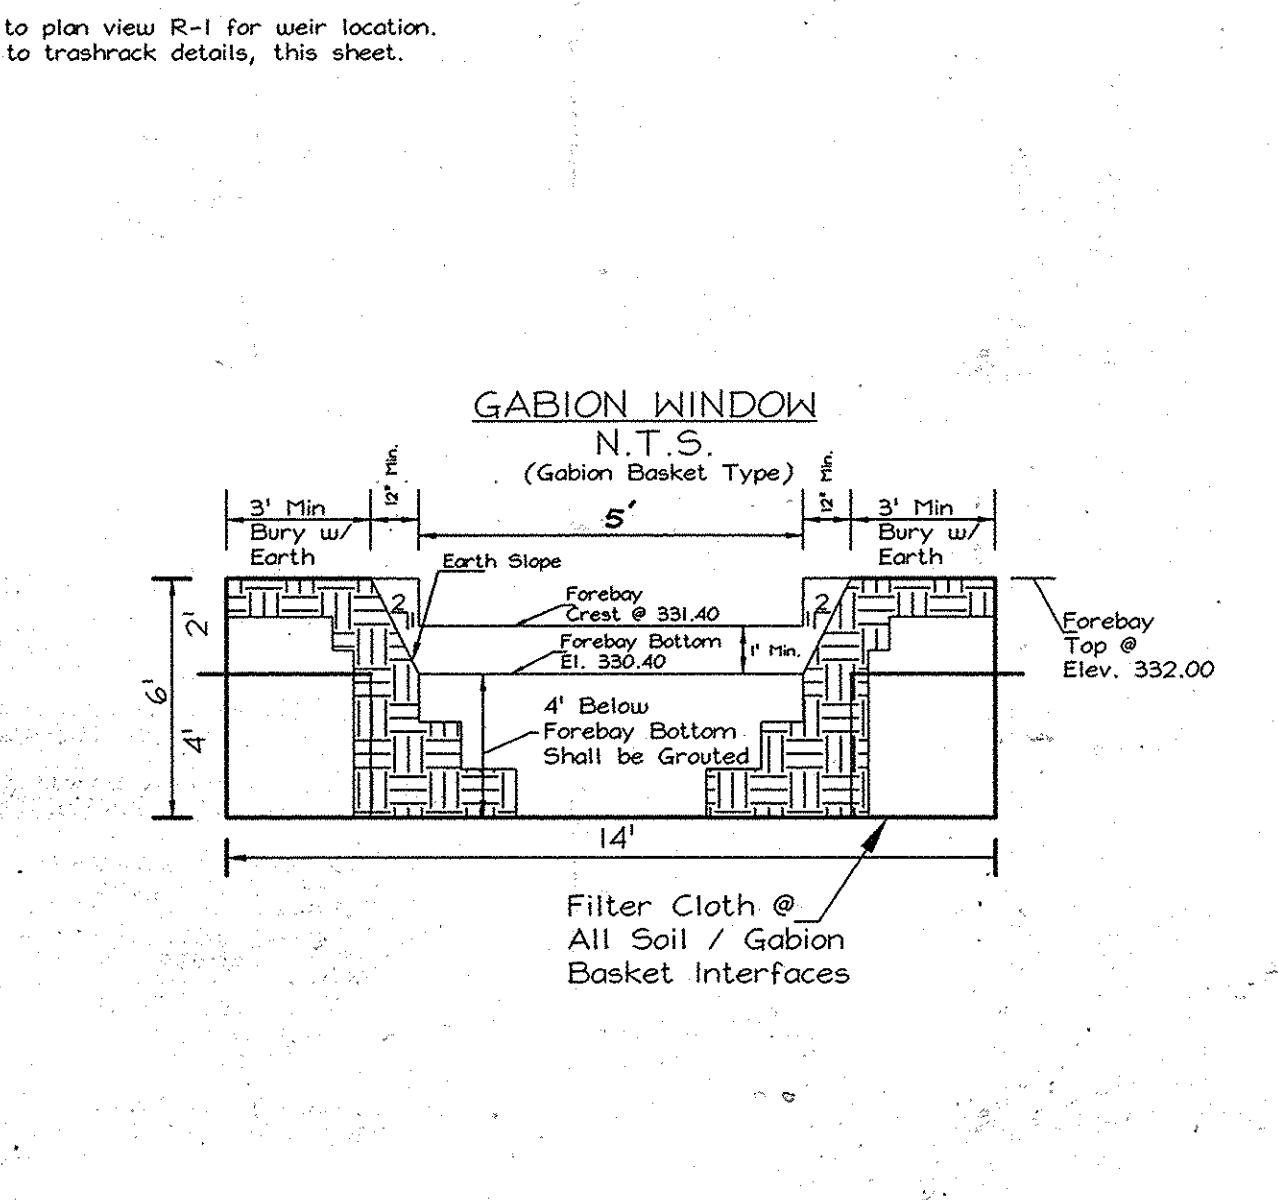 to plan view R-1 for weir location.
to trashrack details, this sheet.
GABION WINDOW
N.T.S.
(Gabion Basket Type)
3' Min
Bury w/
Earth
12" Min.
5'
12" Min.
3' Min
Bury w/
Earth
Earth Slope
2
1
Forebay
Crest @ 331.40
2
1
Forebay Bottom
El. 330.40
1' Min.
Forebay
Top @
Elev. 332.00
2'
6'
4'
4' Below
Forebay Bottom
Shall be Grouted
14'
Filter Cloth @
All Soil / Gabion
Basket Interfaces